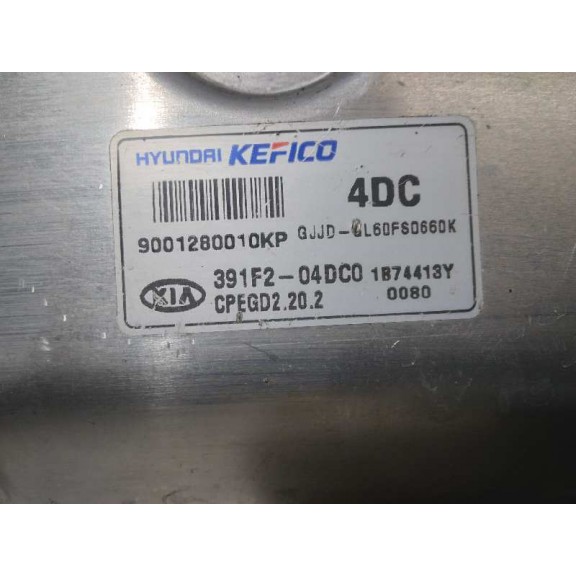 HYUNDAI KEFICO
4DC
9001280010KP
391F2-04DC0 1B74413Y
KIA
CPEGD2.20.2 0080